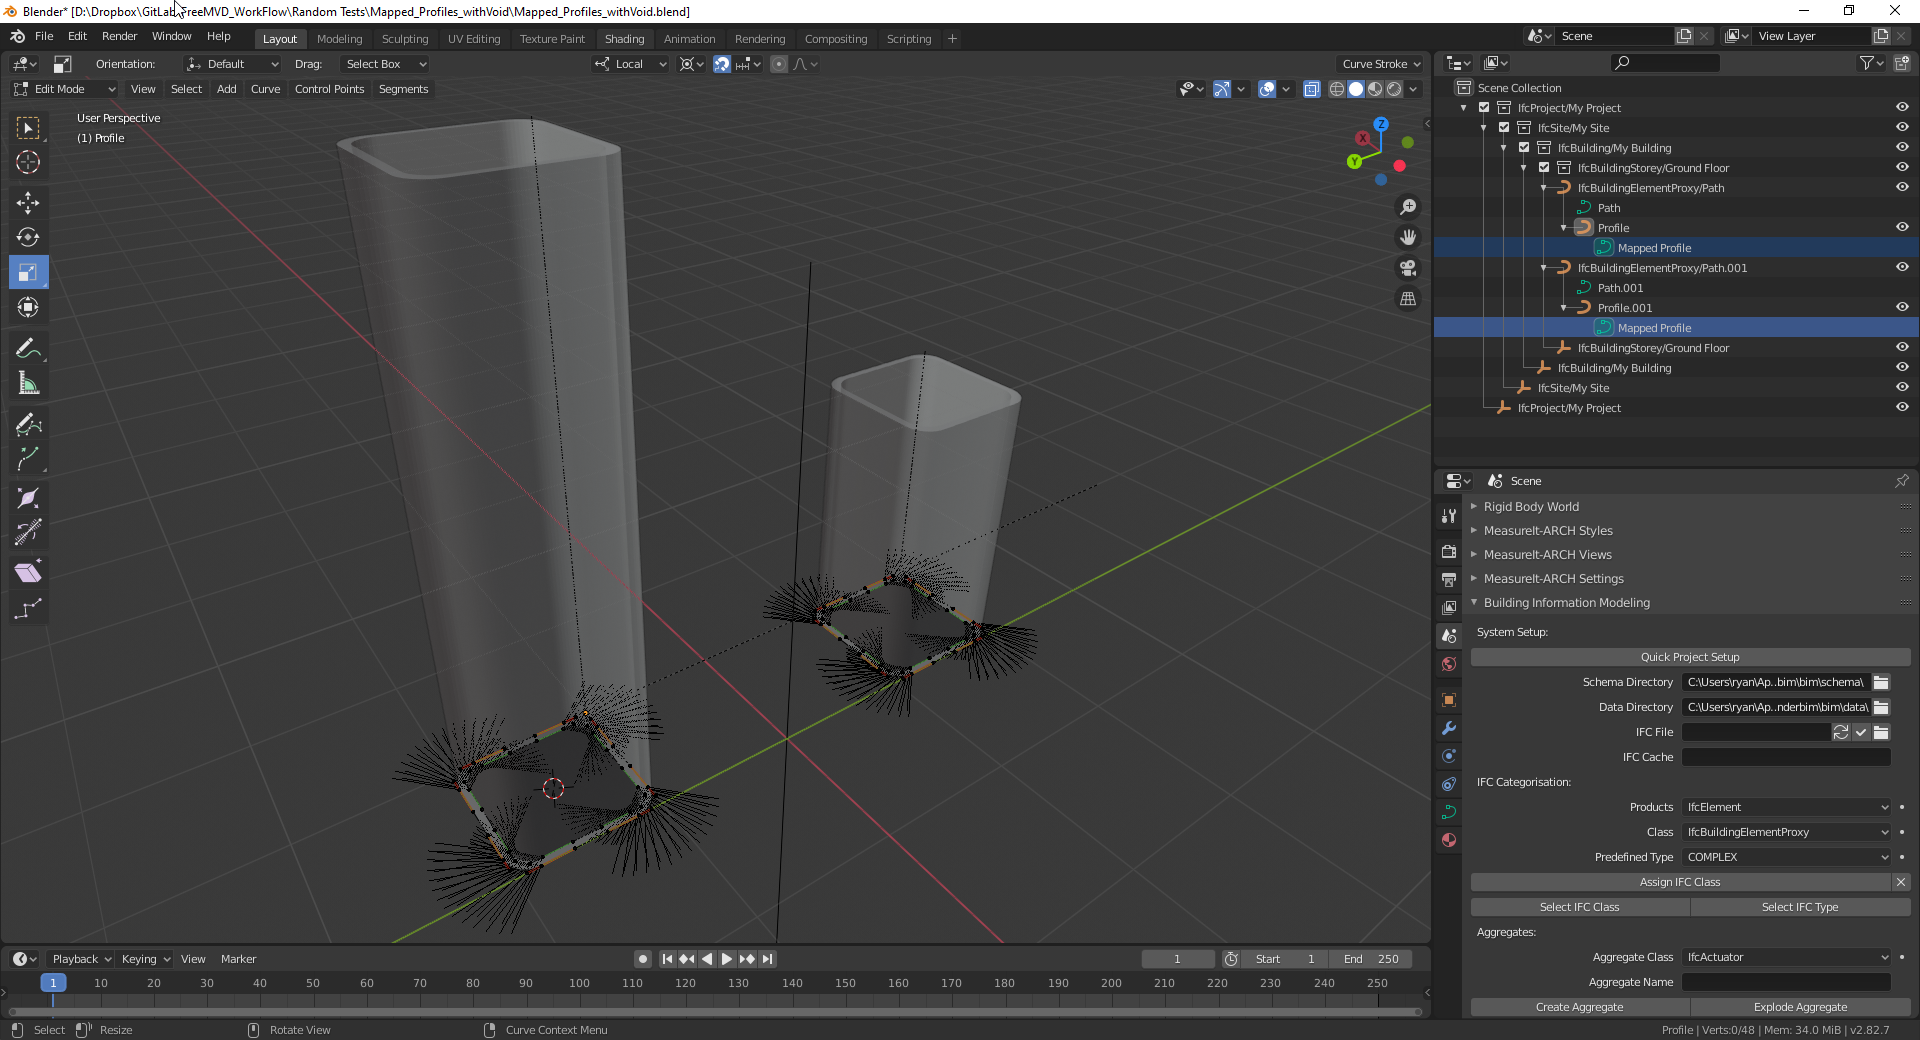 Blender* [D:\Dropbox\GitLab\FreeMVD_WorkFlow\Random Tests\Mapped_Profiles_withVoid\Mapped_Profiles_withVoid.blend]
File Edit Render Window Help Layout Modeling Sculpting UV Editing Texture Paint Shading Animation Rendering Compositing Scripting + Scene View Layer
Orientation: Default Drag: Select Box Local Curve Stroke
Edit Mode View Select Add Curve Control Points Segments
User Perspective
(1) Profile
Z
X
Y
Scene Collection
IfcProject/My Project
IfcSite/My Site
IfcBuilding/My Building
IfcBuildingStorey/Ground Floor
IfcBuildingElementProxy/Path
Path
Profile
Mapped Profile
IfcBuildingElementProxy/Path.001
Path.001
Profile.001
Mapped Profile
IfcBuildingStorey/Ground Floor
IfcBuilding/My Building
IfcSite/My Site
IfcProject/My Project
Scene
Rigid Body World
MeasureIt-ARCH Styles
MeasureIt-ARCH Views
MeasureIt-ARCH Settings
Building Information Modeling
System Setup:
Quick Project Setup
Schema Directory C:\Users\ryan\Ap..bim\bim\schema\
Data Directory C:\Users\ryan\Ap..nderbim\bim\data\
IFC File
IFC Cache
IFC Categorisation:
Products IfcElement
Class IfcBuildingElementProxy
Predefined Type COMPLEX
Assign IFC Class
Select IFC Class Select IFC Type
Aggregates:
Aggregate Class IfcActuator
Aggregate Name
Create Aggregate Explode Aggregate
Playback Keying View Marker 1 Start 1 End 250
1 10 20 30 40 50 60 70 80 90 100 110 120 130 140 150 160 170 180 190 200 210 220 230 240 250
Select Resize Rotate View Curve Context Menu Profile | Verts:0/48 | Mem: 34.0 MiB | v2.82.7